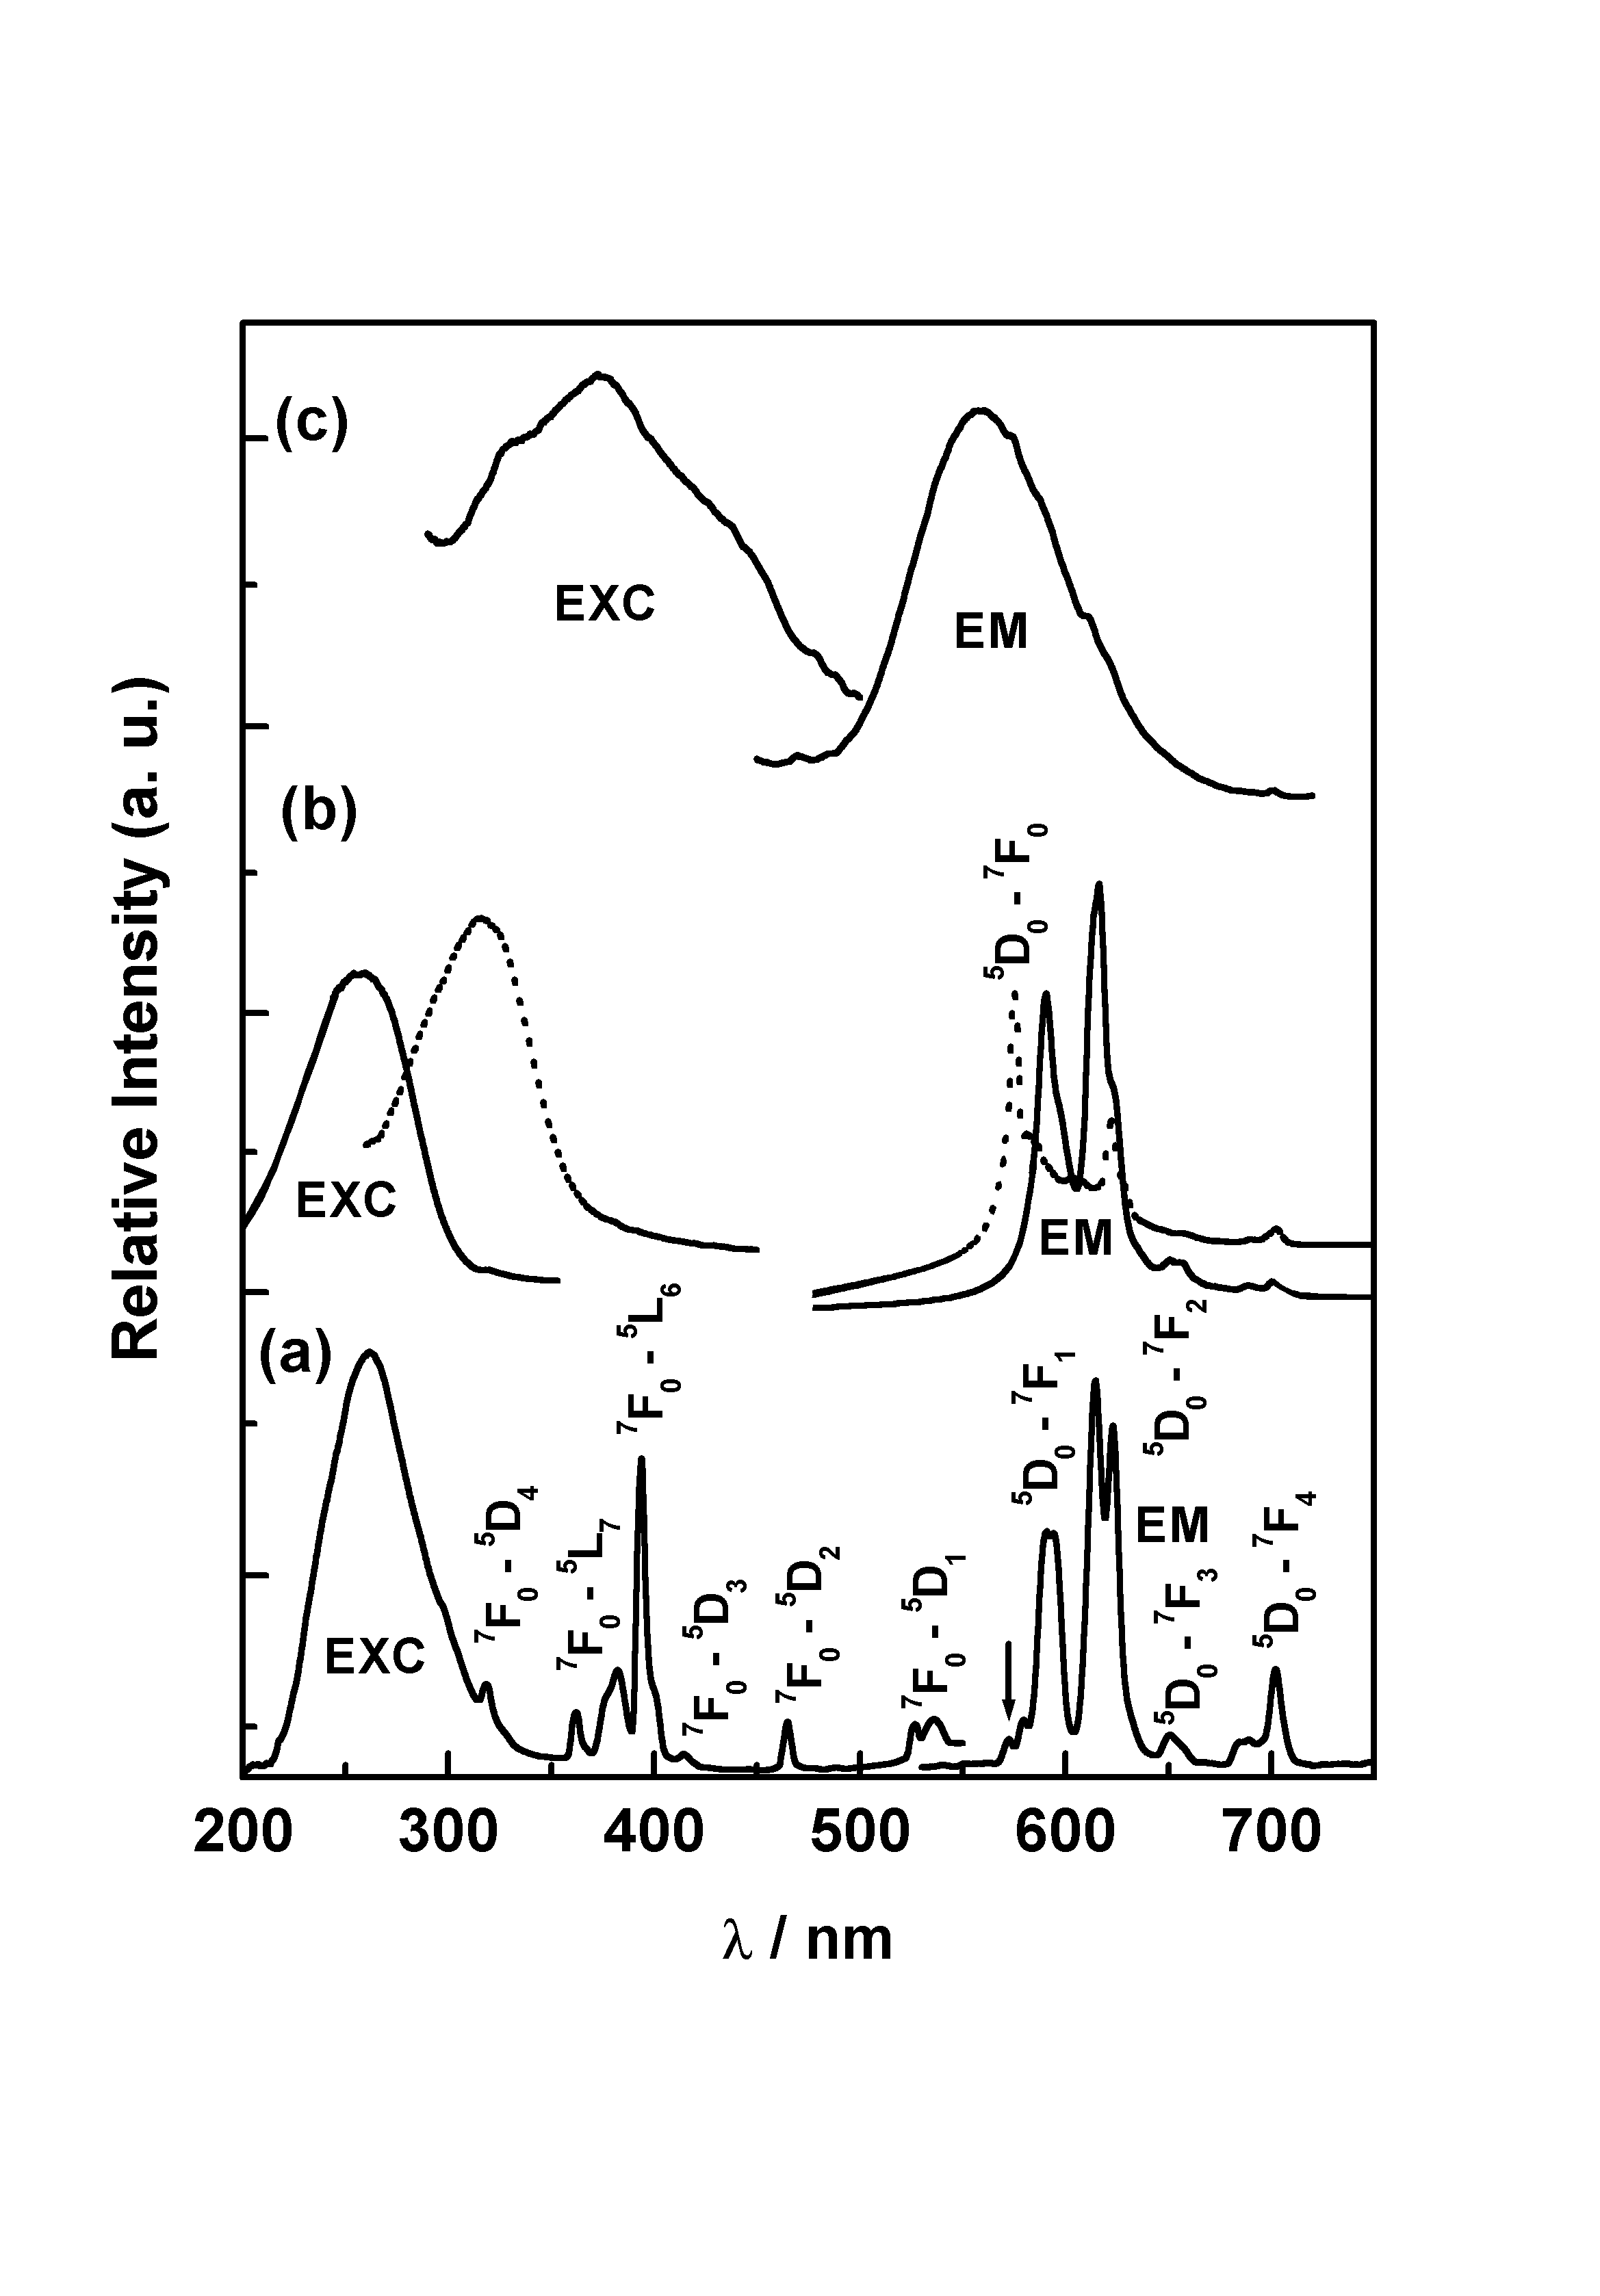 (c)
EXC
EM
(b)
⁵D₀ - ⁷F₀
EXC
EM
(a)
⁷F₀ - ⁵L₆
⁵D₀ - ⁷F₁
⁵D₀ - ⁷F₂
⁷F₀ - ⁵D₄
⁷F₀ - ⁵L₇
⁷F₀ - ⁵D₃
⁷F₀ - ⁵D₂
⁷F₀ - ⁵D₁
EM
⁵D₀ - ⁷F₃
⁵D₀ - ⁷F₄
EXC
Relative Intensity (a. u.)
200 300 400 500 600 700
λ / nm